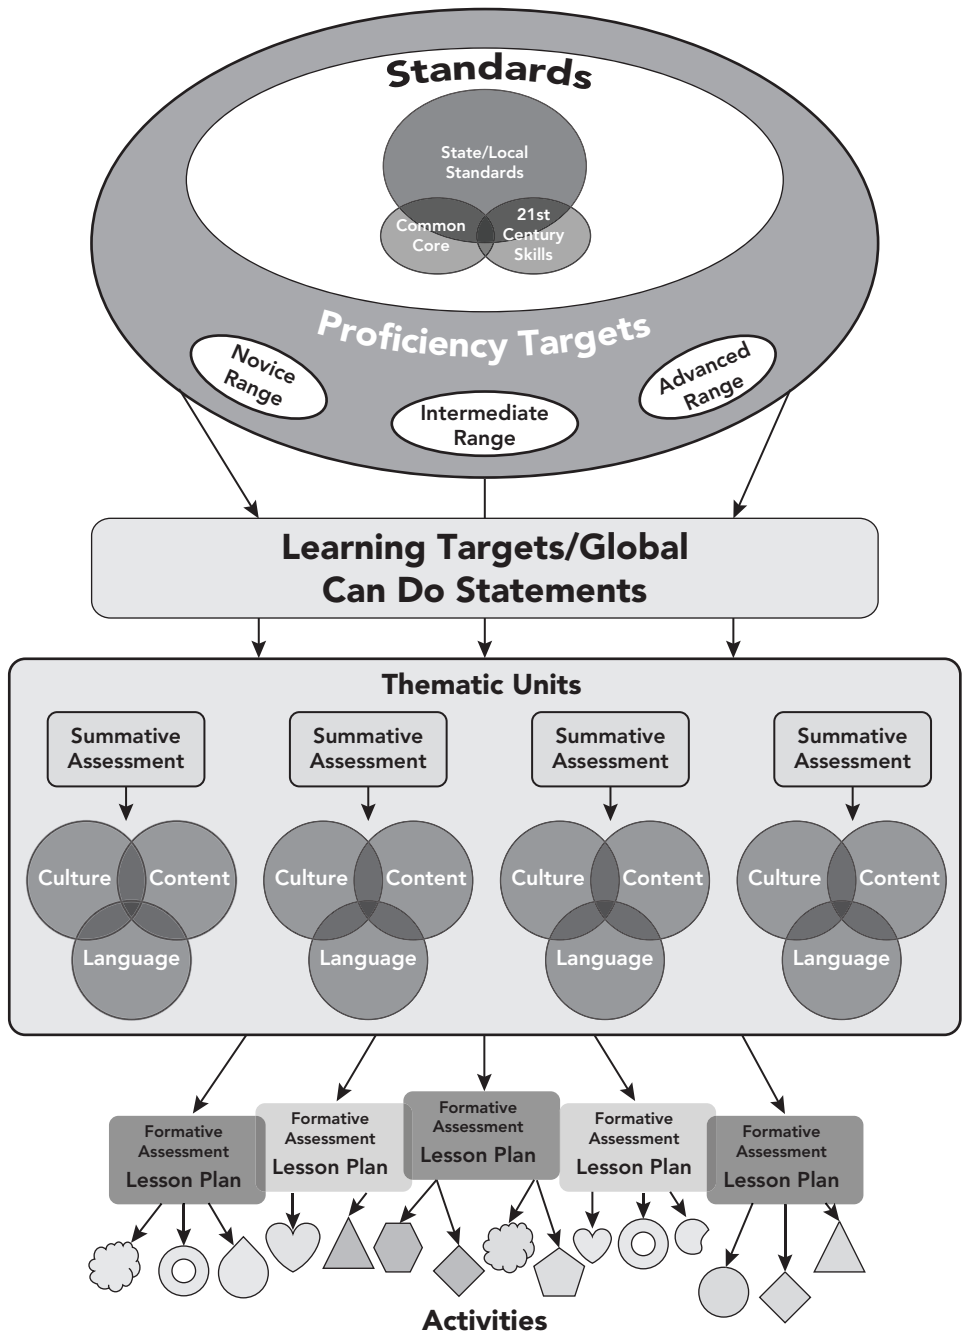 Standards
State/Local
Standards
Common
Core
21st
Century
Skills
Proficiency Targets
Novice
Range
Intermediate
Range
Advanced
Range
Learning Targets/Global
Can Do Statements
Thematic Units
Summative
Assessment
Summative
Assessment
Summative
Assessment
Summative
Assessment
Culture
Content
Language
Culture
Content
Language
Culture
Content
Language
Culture
Content
Language
Formative
Assessment
Lesson Plan
Formative
Assessment
Lesson Plan
Formative
Assessment
Lesson Plan
Formative
Assessment
Lesson Plan
Formative
Assessment
Lesson Plan
Activities